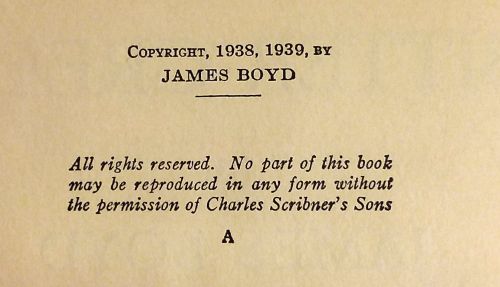 Copyright, 1938, 1939, by
JAMES BOYD
All rights reserved. No part of this book
may be reproduced in any form without
the permission of Charles Scribner's Sons
A